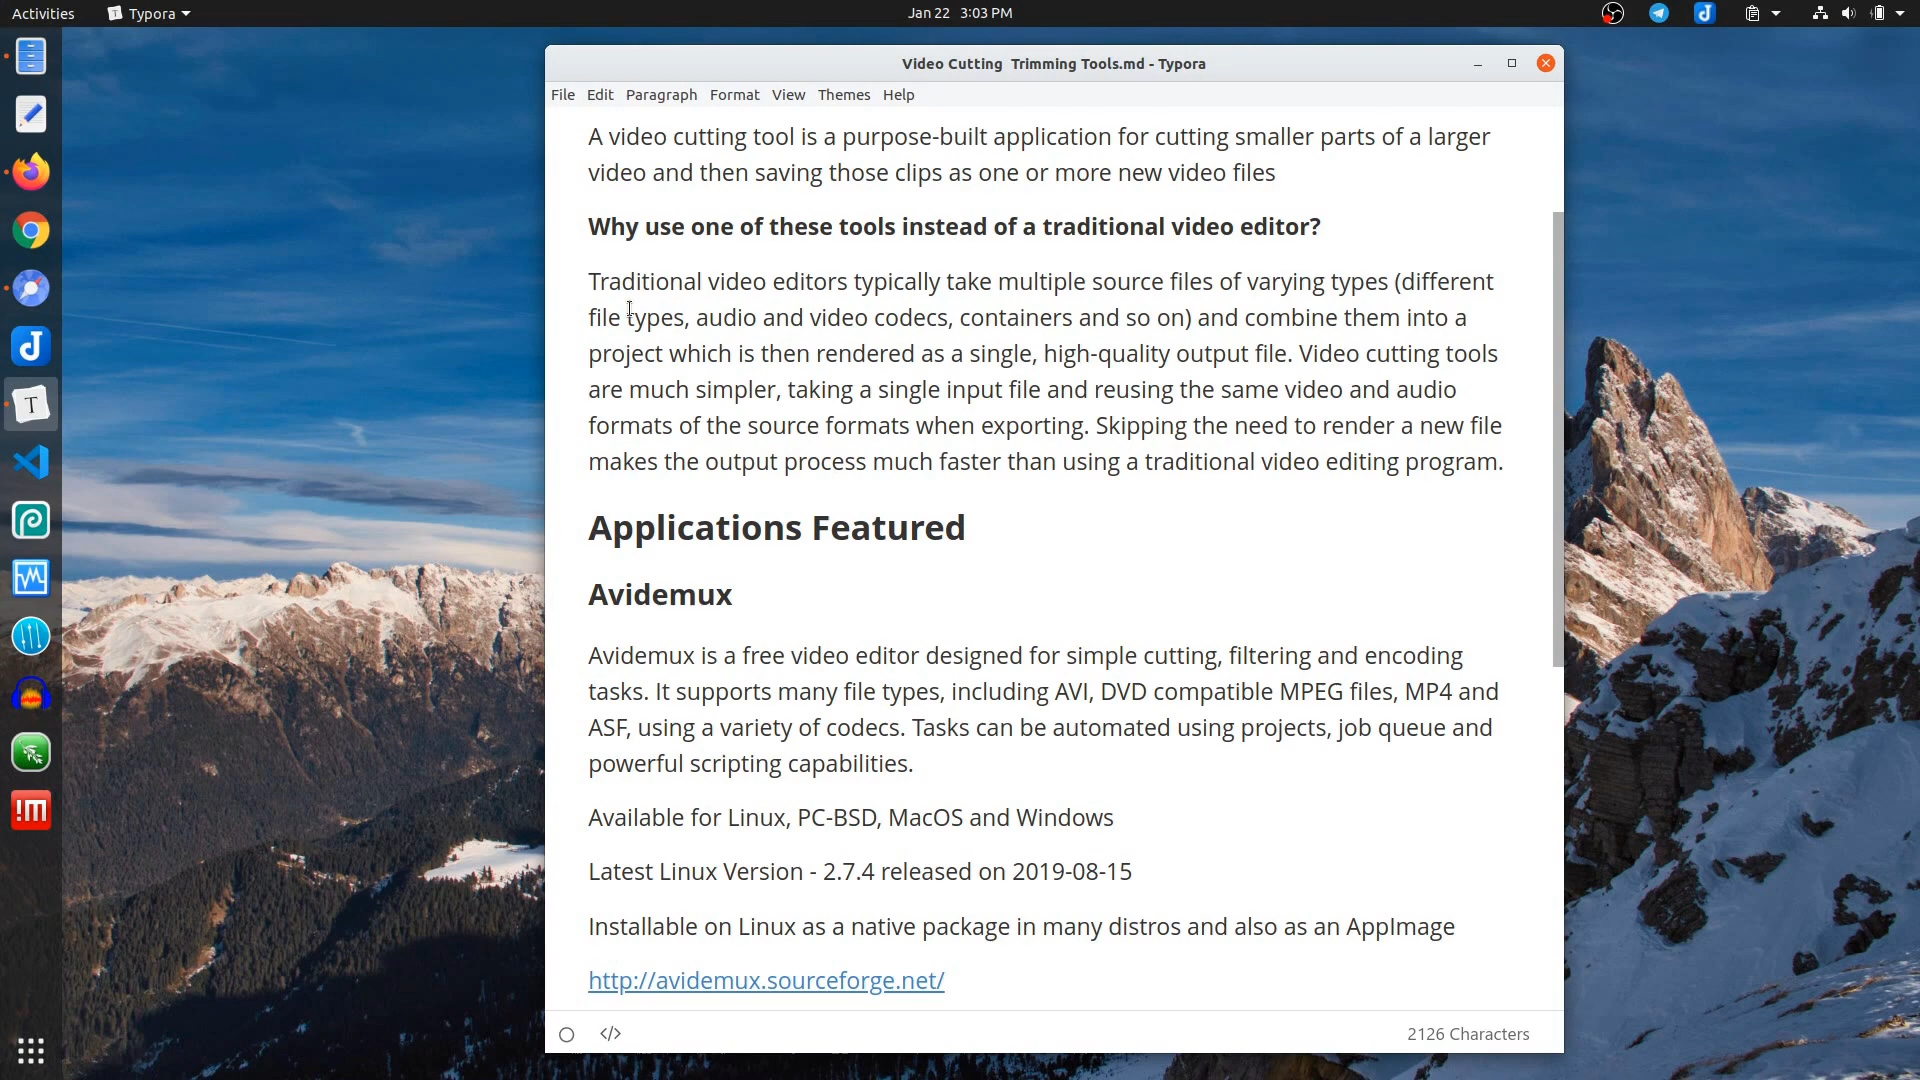 Activities Typora Jan 22 3:03 PM
Video Cutting Trimming Tools.md - Typora
File Edit Paragraph Format View Themes Help
A video cutting tool is a purpose-built application for cutting smaller parts of a larger
video and then saving those clips as one or more new video files
Why use one of these tools instead of a traditional video editor?
Traditional video editors typically take multiple source files of varying types (different
file types, audio and video codecs, containers and so on) and combine them into a
project which is then rendered as a single, high-quality output file. Video cutting tools
are much simpler, taking a single input file and reusing the same video and audio
formats of the source formats when exporting. Skipping the need to render a new file
makes the output process much faster than using a traditional video editing program.
Applications Featured
Avidemux
Avidemux is a free video editor designed for simple cutting, filtering and encoding
tasks. It supports many file types, including AVI, DVD compatible MPEG files, MP4 and
ASF, using a variety of codecs. Tasks can be automated using projects, job queue and
powerful scripting capabilities.
Available for Linux, PC-BSD, MacOS and Windows
Latest Linux Version - 2.7.4 released on 2019-08-15
Installable on Linux as a native package in many distros and also as an AppImage
http://avidemux.sourceforge.net/
</> 2126 Characters